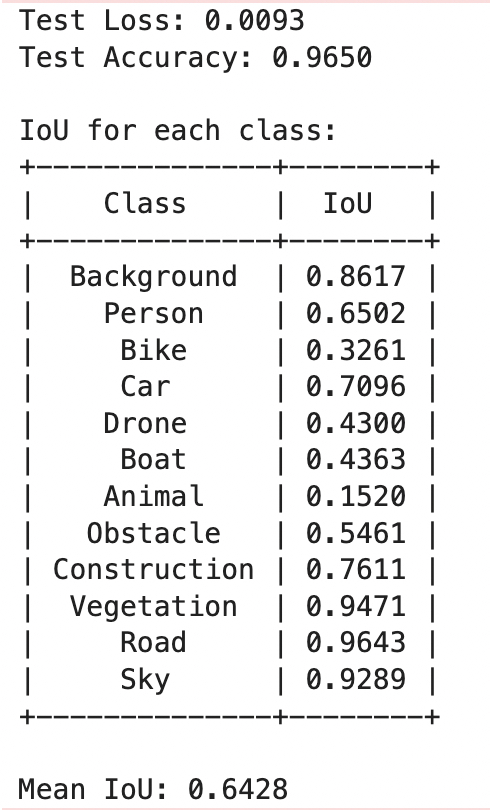 Test Loss: 0.0093
Test Accuracy: 0.9650
IoU for each class:
+--------------+--------+
|    Class     |  IoU   |
+--------------+--------+
|  Background  | 0.8617 |
|    Person    | 0.6502 |
|     Bike     | 0.3261 |
|     Car      | 0.7096 |
|    Drone     | 0.4300 |
|     Boat     | 0.4363 |
|    Animal    | 0.1520 |
|   Obstacle   | 0.5461 |
| Construction | 0.7611 |
|  Vegetation  | 0.9471 |
|     Road     | 0.9643 |
|     Sky      | 0.9289 |
+--------------+--------+
Mean IoU: 0.6428